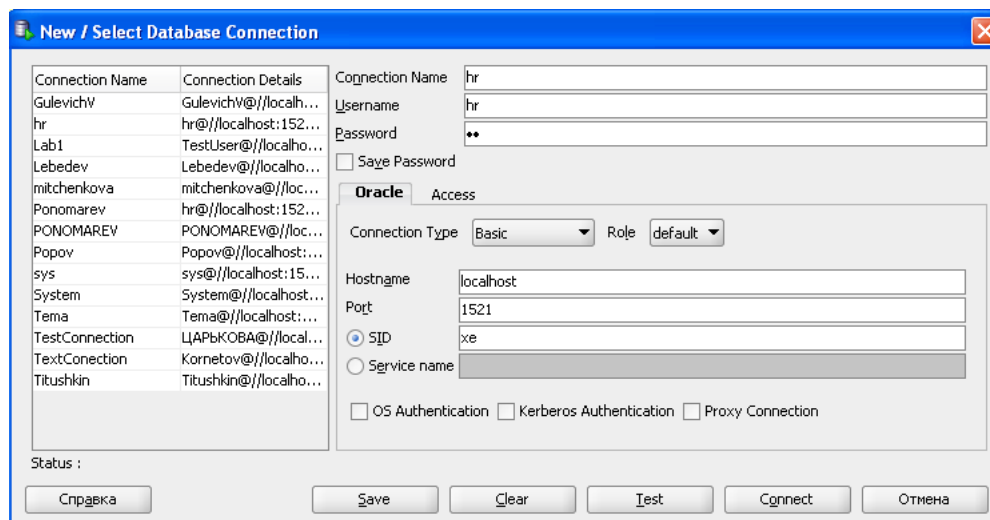 New / Select Database Connection
Connection Name Connection Details
GulevichV GulevichV@//localh...
hr hr@//localhost:152...
Lab1 TestUser@//localho...
Lebedev Lebedev@//localho...
mitchenkova mitchenkova@//loc...
Ponomarev hr@//localhost:152...
PONOMAREV PONOMAREV@//loc...
Popov Popov@//localhost:...
sys sys@//localhost:15...
System System@//localhost...
Tema Tema@//localhost:...
TestConnection ЦАРЬКОВА@//local...
TextConection Kornetov@//localho...
Titushkin Titushkin@//localho...
Connection Name hr
Username hr
Password ••
Save Password
Oracle Access
Connection Type Basic Role default
Hostname localhost
Port 1521
SID xe
Service name
OS Authentication Kerberos Authentication Proxy Connection
Status :
Справка Save Clear Test Connect Отмена